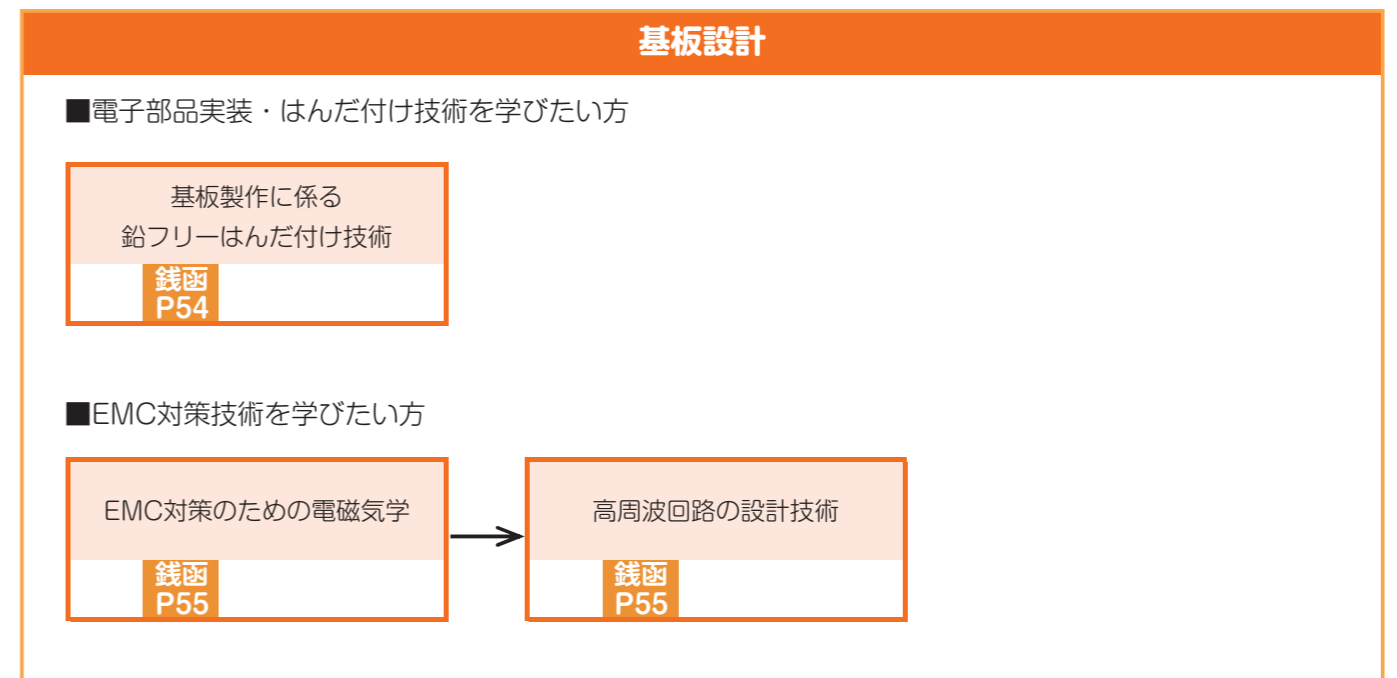 基板設計
■電子部品実装・はんだ付け技術を学びたい方
基板製作に係る
鉛フリーはんだ付け技術
銭函
P54
■EMC対策技術を学びたい方
EMC対策のための電磁気学
銭函
P55
高周波回路の設計技術
銭函
P55